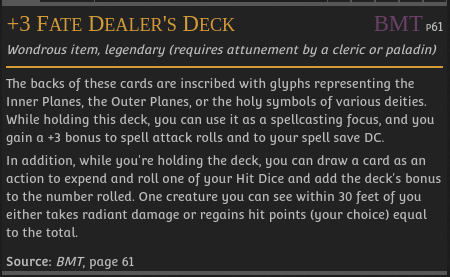 +3 Fate Dealer's Deck BMT p61
Wondrous item, legendary (requires attunement by a cleric or paladin)
The backs of these cards are inscribed with glyphs representing the
Inner Planes, the Outer Planes, or the holy symbols of various deities.
While holding this deck, you can use it as a spellcasting focus, and you
gain a +3 bonus to spell attack rolls and to your spell save DC.
In addition, while you're holding the deck, you can draw a card as an
action to expend and roll one of your Hit Dice and add the deck's bonus
to the number rolled. One creature you can see within 30 feet of you
either takes radiant damage or regains hit points (your choice) equal
to the total.
Source: BMT, page 61